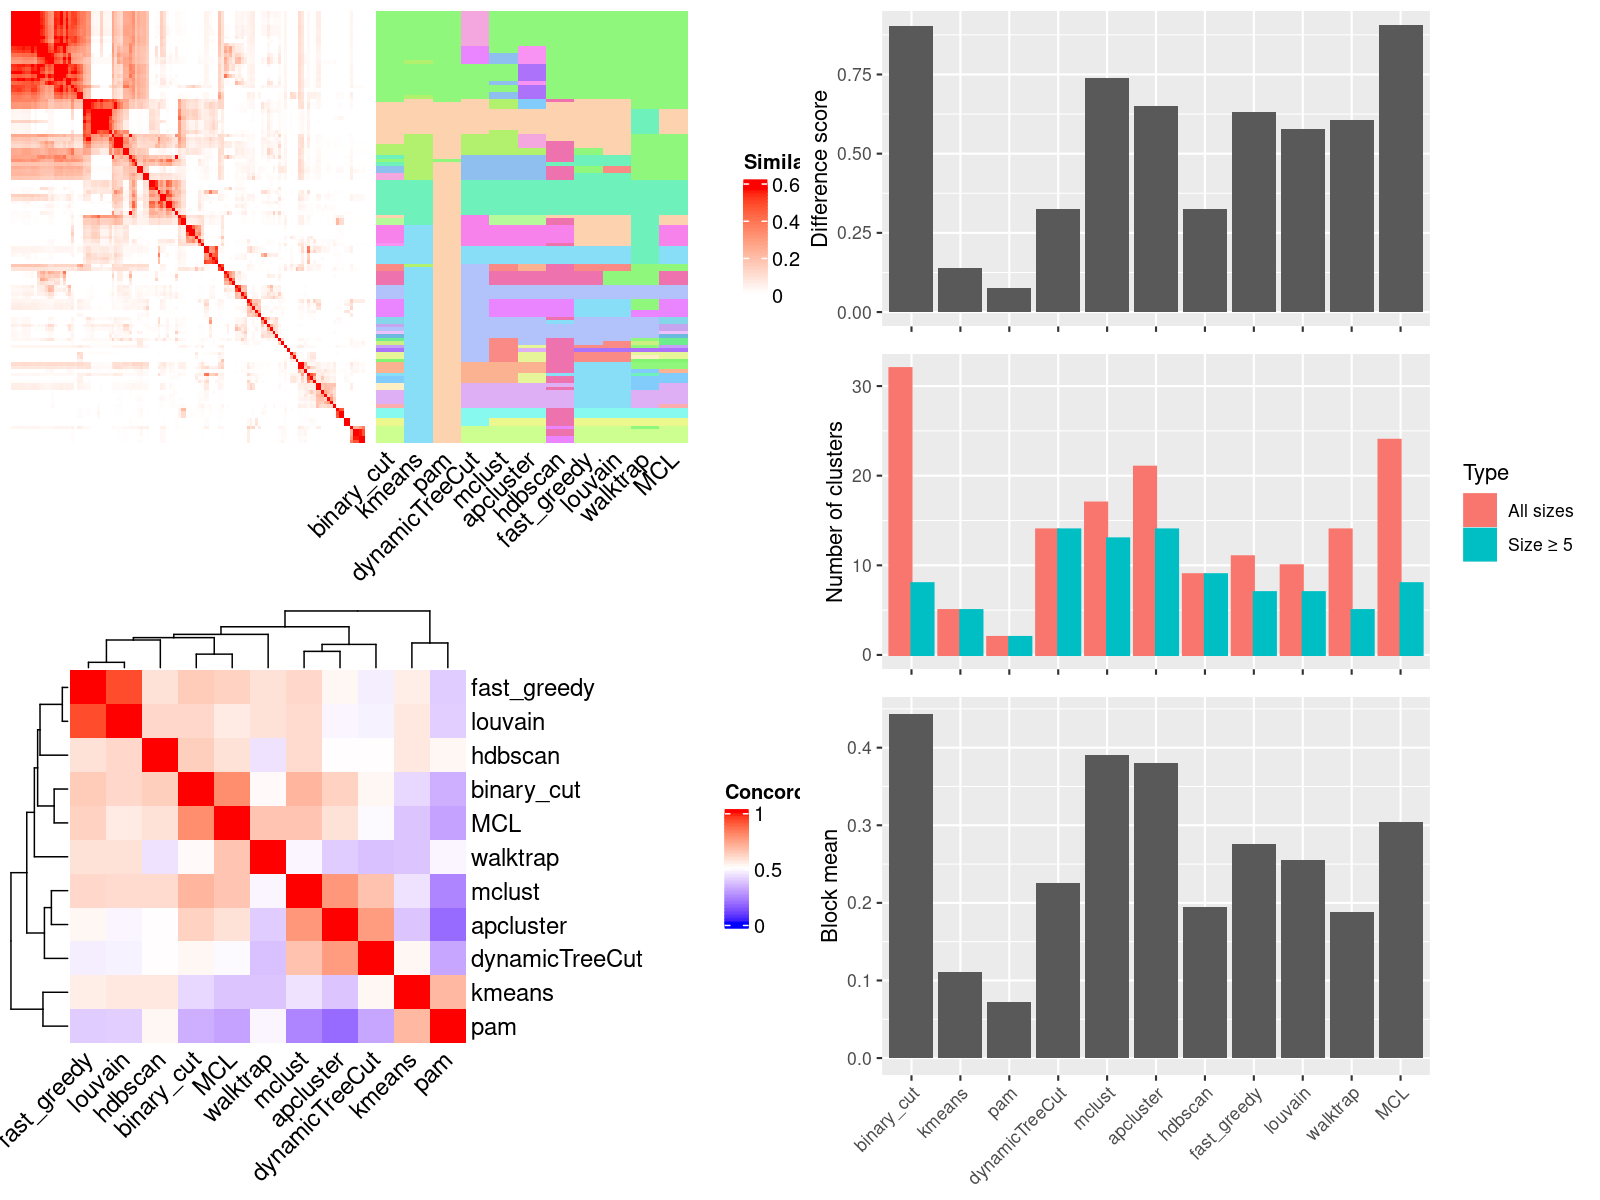 Simila
0.6
0.4
0.2
0
binary_cut
kmeans
pam
dynamicTreeCut
mclust
apcluster
hdbscan
fast_greedy
louvain
walktrap
MCL
Difference score
0.75
0.50
0.25
0.00
Number of clusters
30
20
10
0
Type
All sizes
Size ≥ 5
fast_greedy
louvain
hdbscan
binary_cut
MCL
walktrap
mclust
apcluster
dynamicTreeCut
kmeans
pam
fast_greedy
louvain
hdbscan
binary_cut
MCL
walktrap
mclust
apcluster
dynamicTreeCut
kmeans
pam
Concord
1
0.5
0
Block mean
0.4
0.3
0.2
0.1
0.0
binary_cut
kmeans
pam
dynamicTreeCut
mclust
apcluster
hdbscan
fast_greedy
louvain
walktrap
MCL